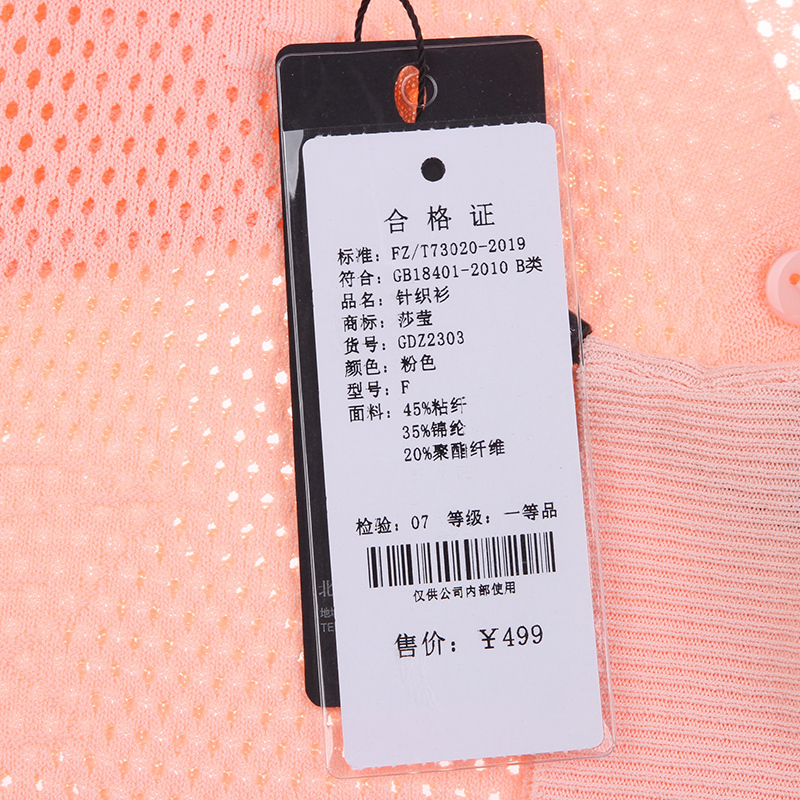 合格证
标准：FZ/T73020-2019
符合：GB18401-2010 B类
品名：针织衫
商标：莎莹
货号：GDZ2303
颜色：粉色
型号：F
面料：45%粘纤
35%锦纶
20%聚酯纤维
检验：07 等级：一等品
仅供公司内部使用
售价：￥499
北
地
TE